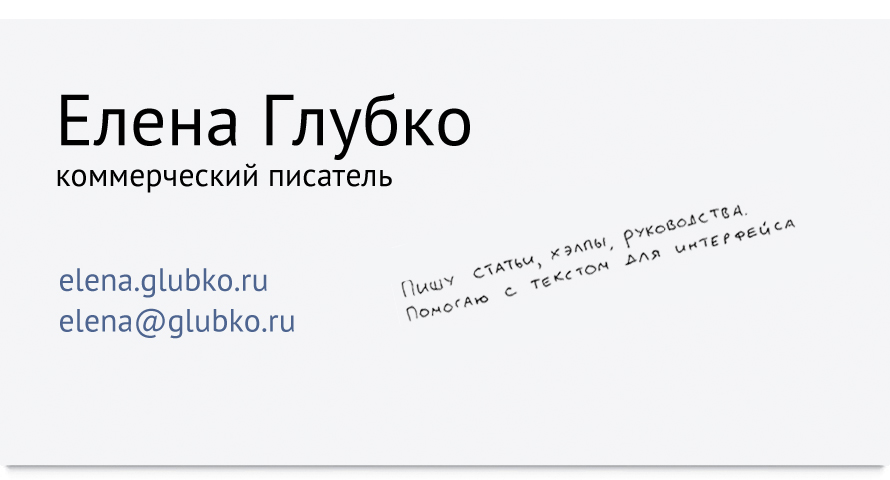 Елена Глубко
коммерческий писатель
elena.glubko.ru
elena@glubko.ru
Пишу статьи, хэлпы, руководства.
Помогаю с текстом для интерфейса